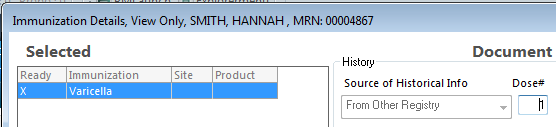 Immunization Details, View Only, SMITH, HANNAH , MRN: 00004867
Selected
Document
Ready Immunization Site Product
X Varicella
History
Source of Historical Info Dose#
From Other Registry 1